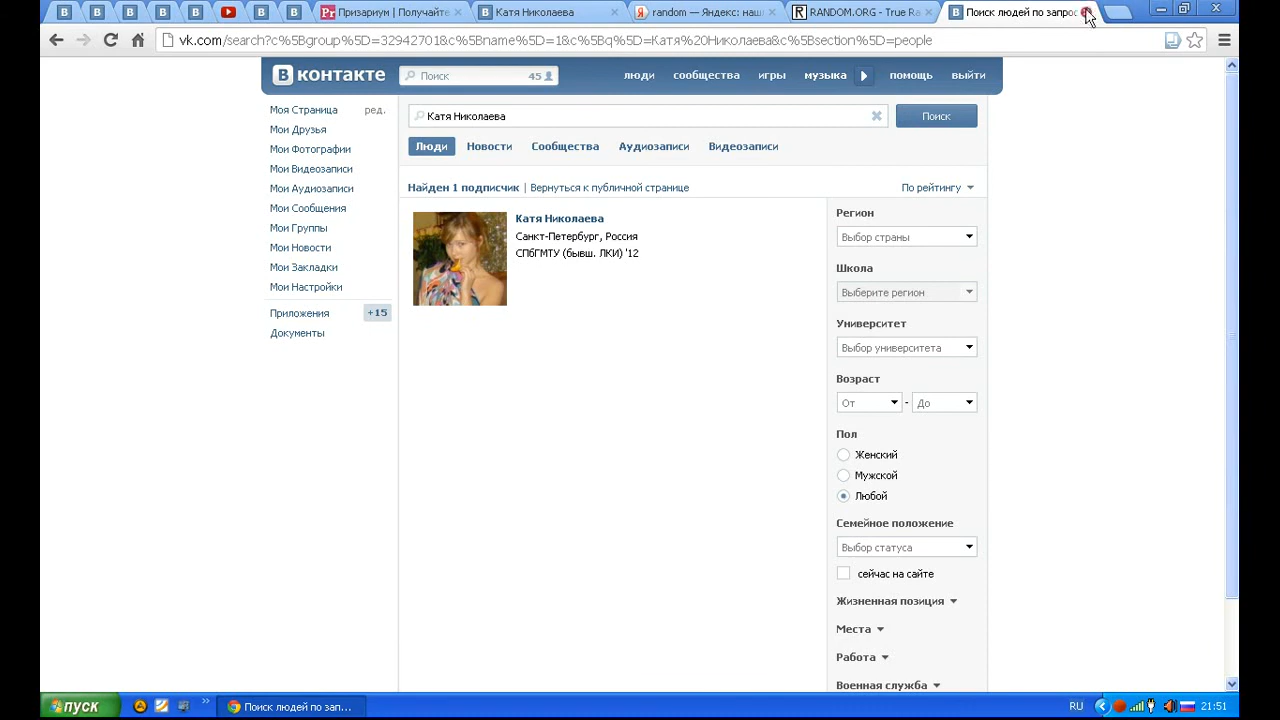 Призариум | Получайте
Катя Николаева
random — Яндекс: наш
RANDOM.ORG - True Ra
Поиск людей по запрос
vk.com/search?c%5Bgroup%5D=32942701&c%5Bname%5D=1&c%5Bq%5D=Катя%20Николаева&c%5Bsection%5D=people
В контакте
Поиск
45
люди
сообщества
игры
музыка
помощь
выйти
Моя Страница
ред.
Мои Друзья
Мои Фотографии
Мои Видеозаписи
Мои Аудиозаписи
Мои Сообщения
Мои Группы
Мои Новости
Мои Закладки
Мои Настройки
Приложения
+15
Документы
Катя Николаева
Поиск
Люди
Новости
Сообщества
Аудиозаписи
Видеозаписи
Найден 1 подписчик | Вернуться к публичной странице
По рейтингу
Катя Николаева
Санкт-Петербург, Россия
СПбГМТУ (бывш. ЛКИ) '12
Регион
Выбор страны
Школа
Выберите регион
Университет
Выбор университета
Возраст
От - До
Пол
Женский
Мужской
Любой
Семейное положение
Выбор статуса
сейчас на сайте
Жизненная позиция
Места
Работа
Военная служба
пуск
Поиск людей по зап...
RU
21:51